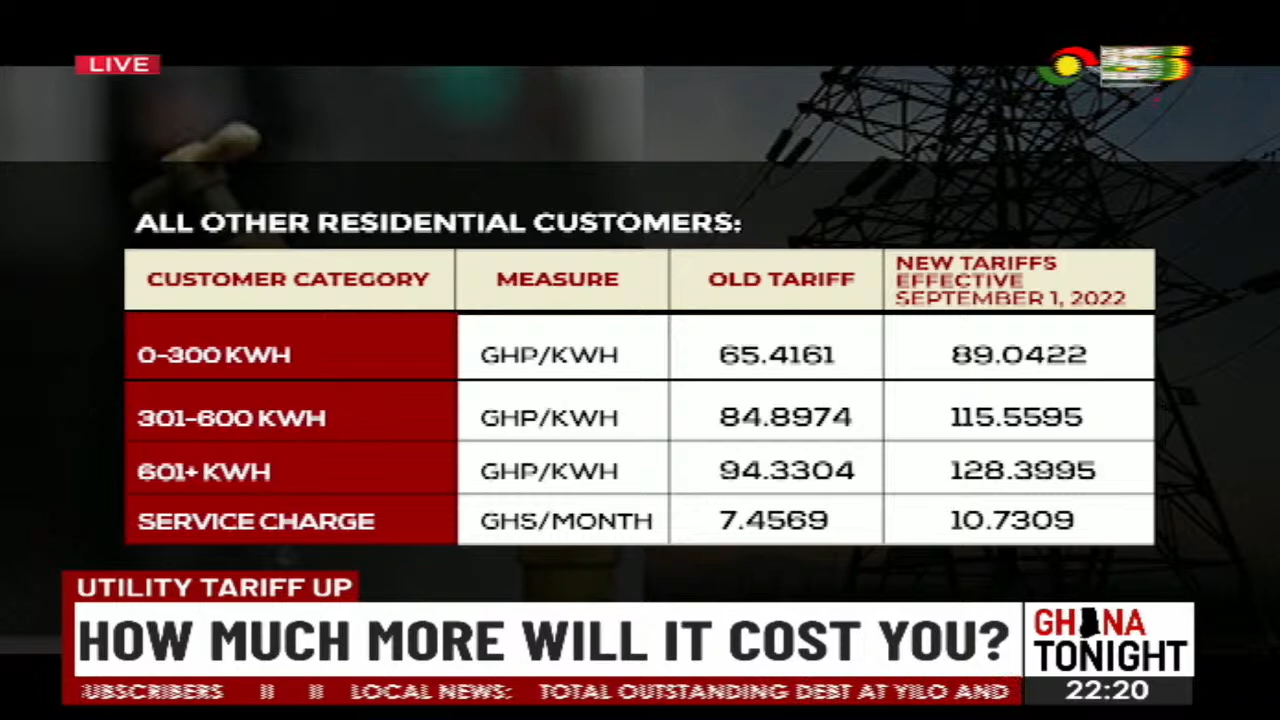 LIVE
ALL OTHER RESIDENTIAL CUSTOMERS:
CUSTOMER CATEGORY MEASURE OLD TARIFF NEW TARIFFS
EFFECTIVE
SEPTEMBER 1, 2022
0-300 KWH GHP/KWH 65.4161 89.0422
301-600 KWH GHP/KWH 84.8974 115.5595
601+ KWH GHP/KWH 94.3304 128.3995
SERVICE CHARGE GHS/MONTH 7.4569 10.7309
UTILITY TARIFF UP
HOW MUCH MORE WILL IT COST YOU?
GHANA
TONIGHT
UBSCRIBERS LOCAL NEWS: TOTAL OUTSTANDING DEBT AT YILO AND
22:20